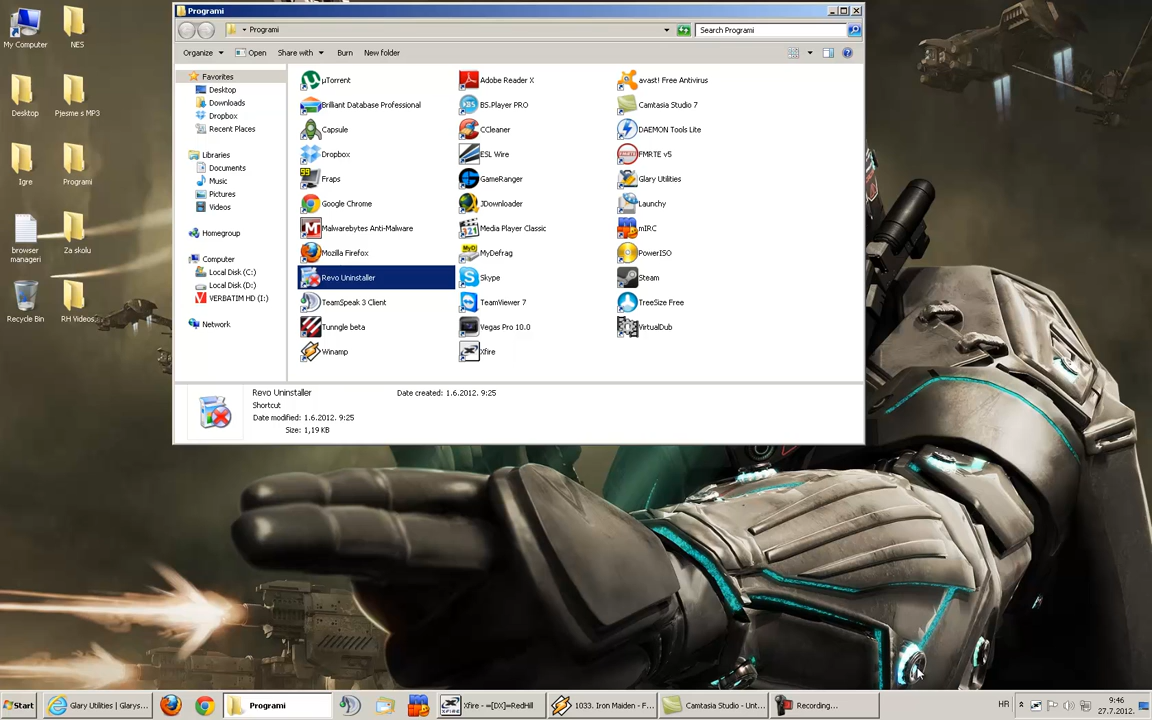 Programi
Programi
Search Programi
Organize
Open
Share with
Burn
New folder
My Computer
NES
Desktop
Pjesme s MP3
Igre
Programi
browser
manageri
Za skolu
Recycle Bin
RH Videos
Favorites
Desktop
Downloads
Dropbox
Recent Places
Libraries
Documents
Music
Pictures
Videos
Homegroup
Computer
Local Disk (C:)
Local Disk (D:)
VERBATIM HD (I:)
Network
µTorrent
Adobe Reader X
avast! Free Antivirus
Brilliant Database Professional
BS.Player PRO
Camtasia Studio 7
Capsule
CCleaner
DAEMON Tools Lite
Dropbox
ESL Wire
FMRTE v5
Fraps
GameRanger
Glary Utilities
Google Chrome
JDownloader
Launchy
Malwarebytes Anti-Malware
Media Player Classic
mIRC
Mozilla Firefox
MyDefrag
PowerISO
Revo Uninstaller
Skype
Steam
TeamSpeak 3 Client
TeamViewer 7
TreeSize Free
Tunngle beta
Vegas Pro 10.0
VirtualDub
Winamp
Xfire
Revo Uninstaller
Date created: 1.6.2012. 9:25
Shortcut
Date modified: 1.6.2012. 9:25
Size: 1,19 KB
Start
Glary Utilities | Glarys...
Programi
Xfire - =[DX]=RedHill
1033. Iron Maiden - F...
Camtasia Studio - Unt...
Recording...
HR
9:46
27.7.2012.